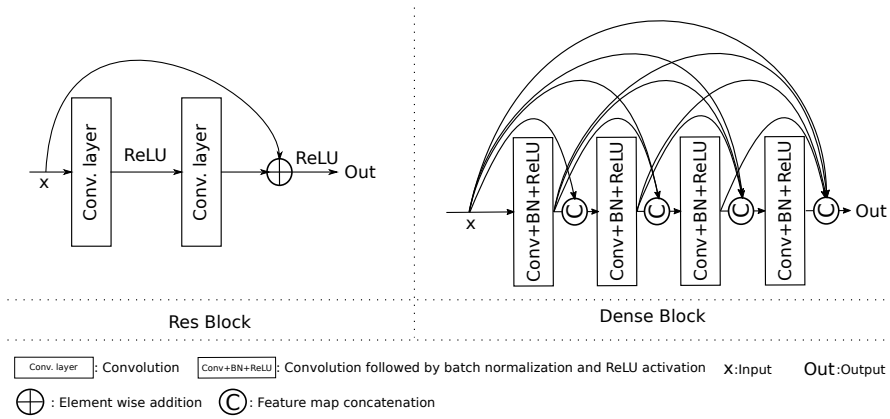 Conv. layer
ReLU
Conv. layer
ReLU
x
Out
Res Block
Conv+BN+ReLU
C
Conv+BN+ReLU
C
Conv+BN+ReLU
C
Conv+BN+ReLU
C
x
Out
Dense Block
Conv. layer : Convolution
Conv+BN+ReLU : Convolution followed by batch normalization and ReLU activation
x:Input
Out:Output
: Element wise addition
C : Feature map concatenation